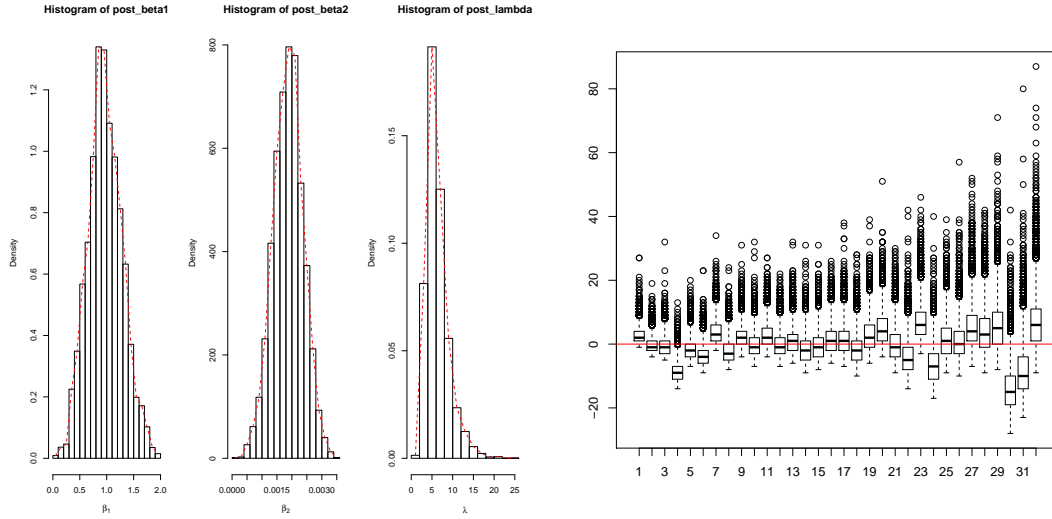 Histogram of post_beta1
Density
0.0 0.2 0.4 0.6 0.8 1.0 1.2
0.0 0.5 1.0 1.5 2.0
β1
Histogram of post_beta2
Density
0 200 400 600 800
0.0000 0.0015 0.0030
β2
Histogram of post_lambda
Density
0.00 0.05 0.10 0.15
0 5 10 15 20 25
λ
−20 0 20 40 60 80
1 3 5 7 9 11 13 15 17 19 21 23 25 27 29 31